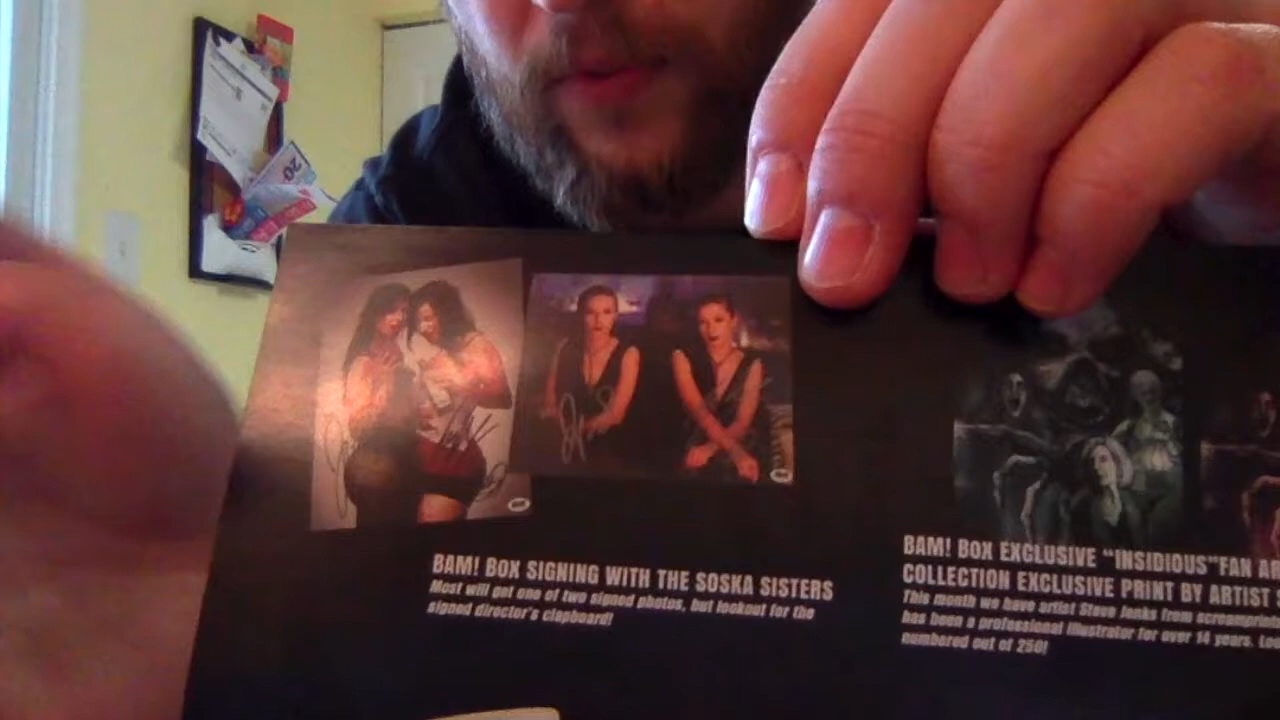 20
BAM! BOX SIGNING WITH THE SOSKA SISTERS
Most will get one of two signed photos, but lookout for the
signed director's clapboard!
BAM! BOX EXCLUSIVE "INSIDIOUS" FAN
COLLECTION EXCLUSIVE PRINT BY ARTIST
This month we have artist Steve Jenks from
has been a professional illustrator for over 14 years.
numbered out of 250!